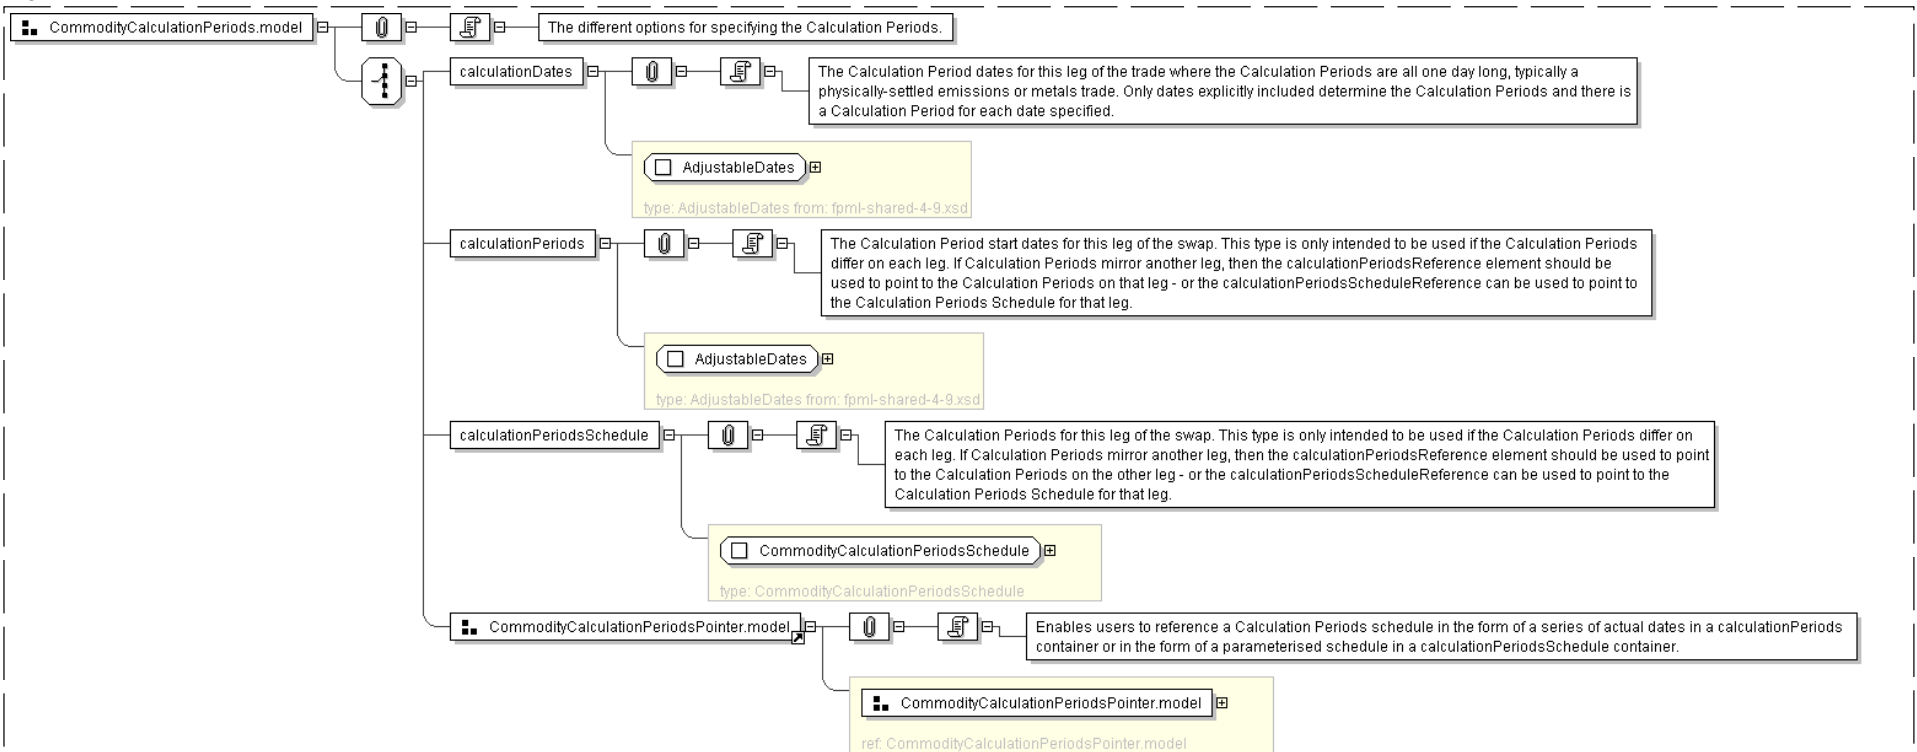 CommodityCalculationPeriods.model
The different options for specifying the Calculation Periods.
calculationDates
The Calculation Period dates for this leg of the trade where the Calculation Periods are all one day long, typically a
physically-settled emissions or metals trade. Only dates explicitly included determine the Calculation Periods and there is
a Calculation Period for each date specified.
AdjustableDates
type: AdjustableDates from: fpml-shared-4-9.xsd
calculationPeriods
The Calculation Period start dates for this leg of the swap. This type is only intended to be used if the Calculation Periods
differ on each leg. If Calculation Periods mirror another leg, then the calculationPeriodsReference element should be
used to point to the Calculation Periods on that leg - or the calculationPeriodsScheduleReference can be used to point to
the Calculation Periods Schedule for that leg.
AdjustableDates
type: AdjustableDates from: fpml-shared-4-9.xsd
calculationPeriodsSchedule
The Calculation Periods for this leg of the swap. This type is only intended to be used if the Calculation Periods differ on
each leg. If Calculation Periods mirror another leg, then the calculationPeriodsReference element should be used to point
to the Calculation Periods on the other leg - or the calculationPeriodsScheduleReference can be used to point to the
Calculation Periods Schedule for that leg.
CommodityCalculationPeriodsSchedule
type: CommodityCalculationPeriodsSchedule
CommodityCalculationPeriodsPointer.model
Enables users to reference a Calculation Periods schedule in the form of a series of actual dates in a calculationPeriods
container or in the form of a parameterised schedule in a calculationPeriodsSchedule container.
CommodityCalculationPeriodsPointer.model
ref: CommodityCalculationPeriodsPointer.model